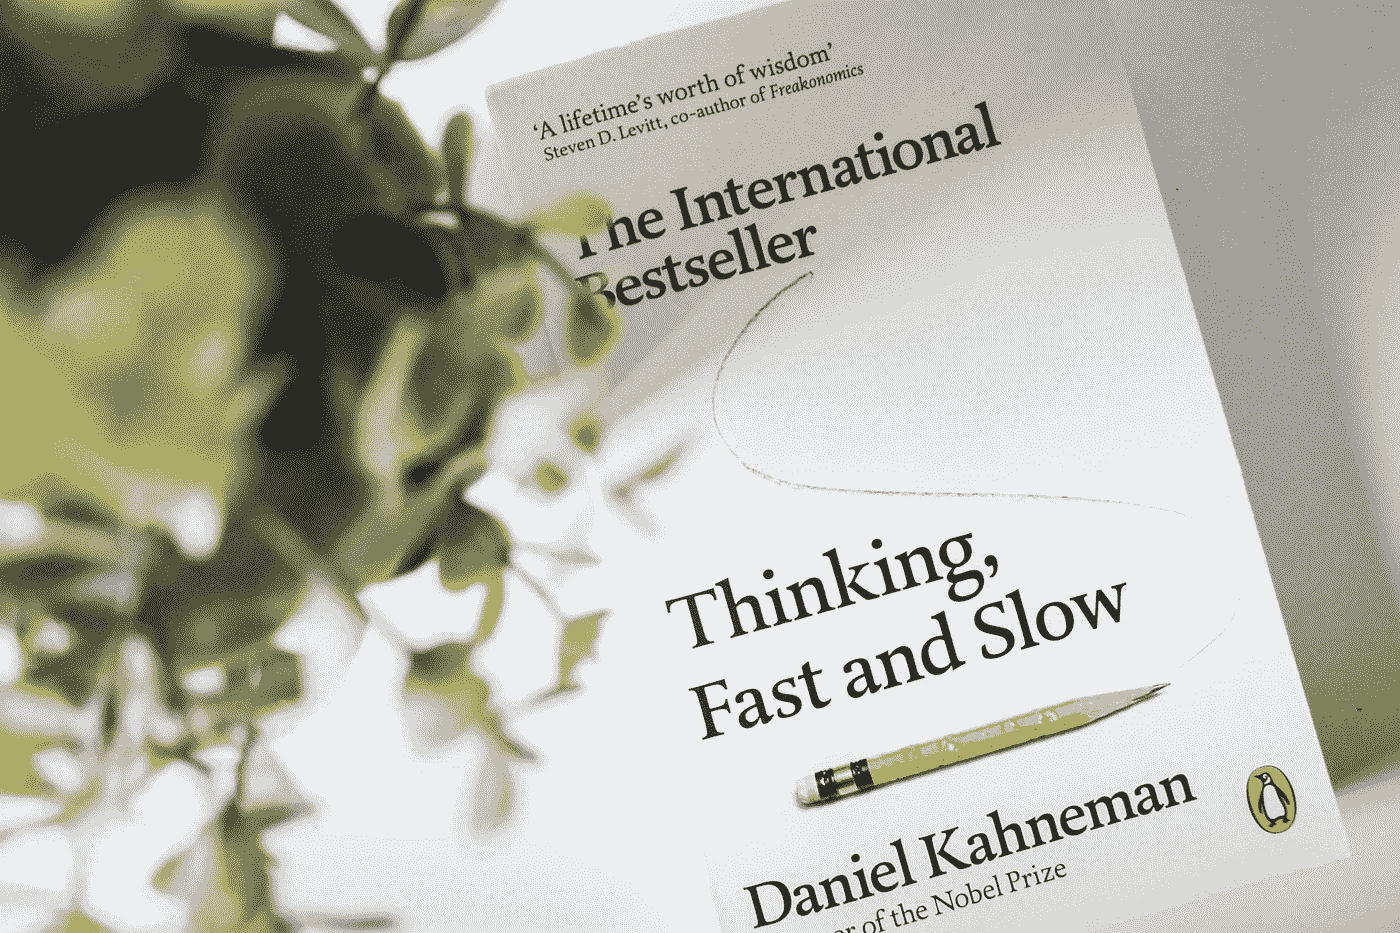 ‘A lifetime’s worth of wisdom’
Steven D. Levitt, co-author of Freakonomics
The International
Bestseller
Thinking,
Fast and Slow
Daniel Kahneman
of the Nobel Prize